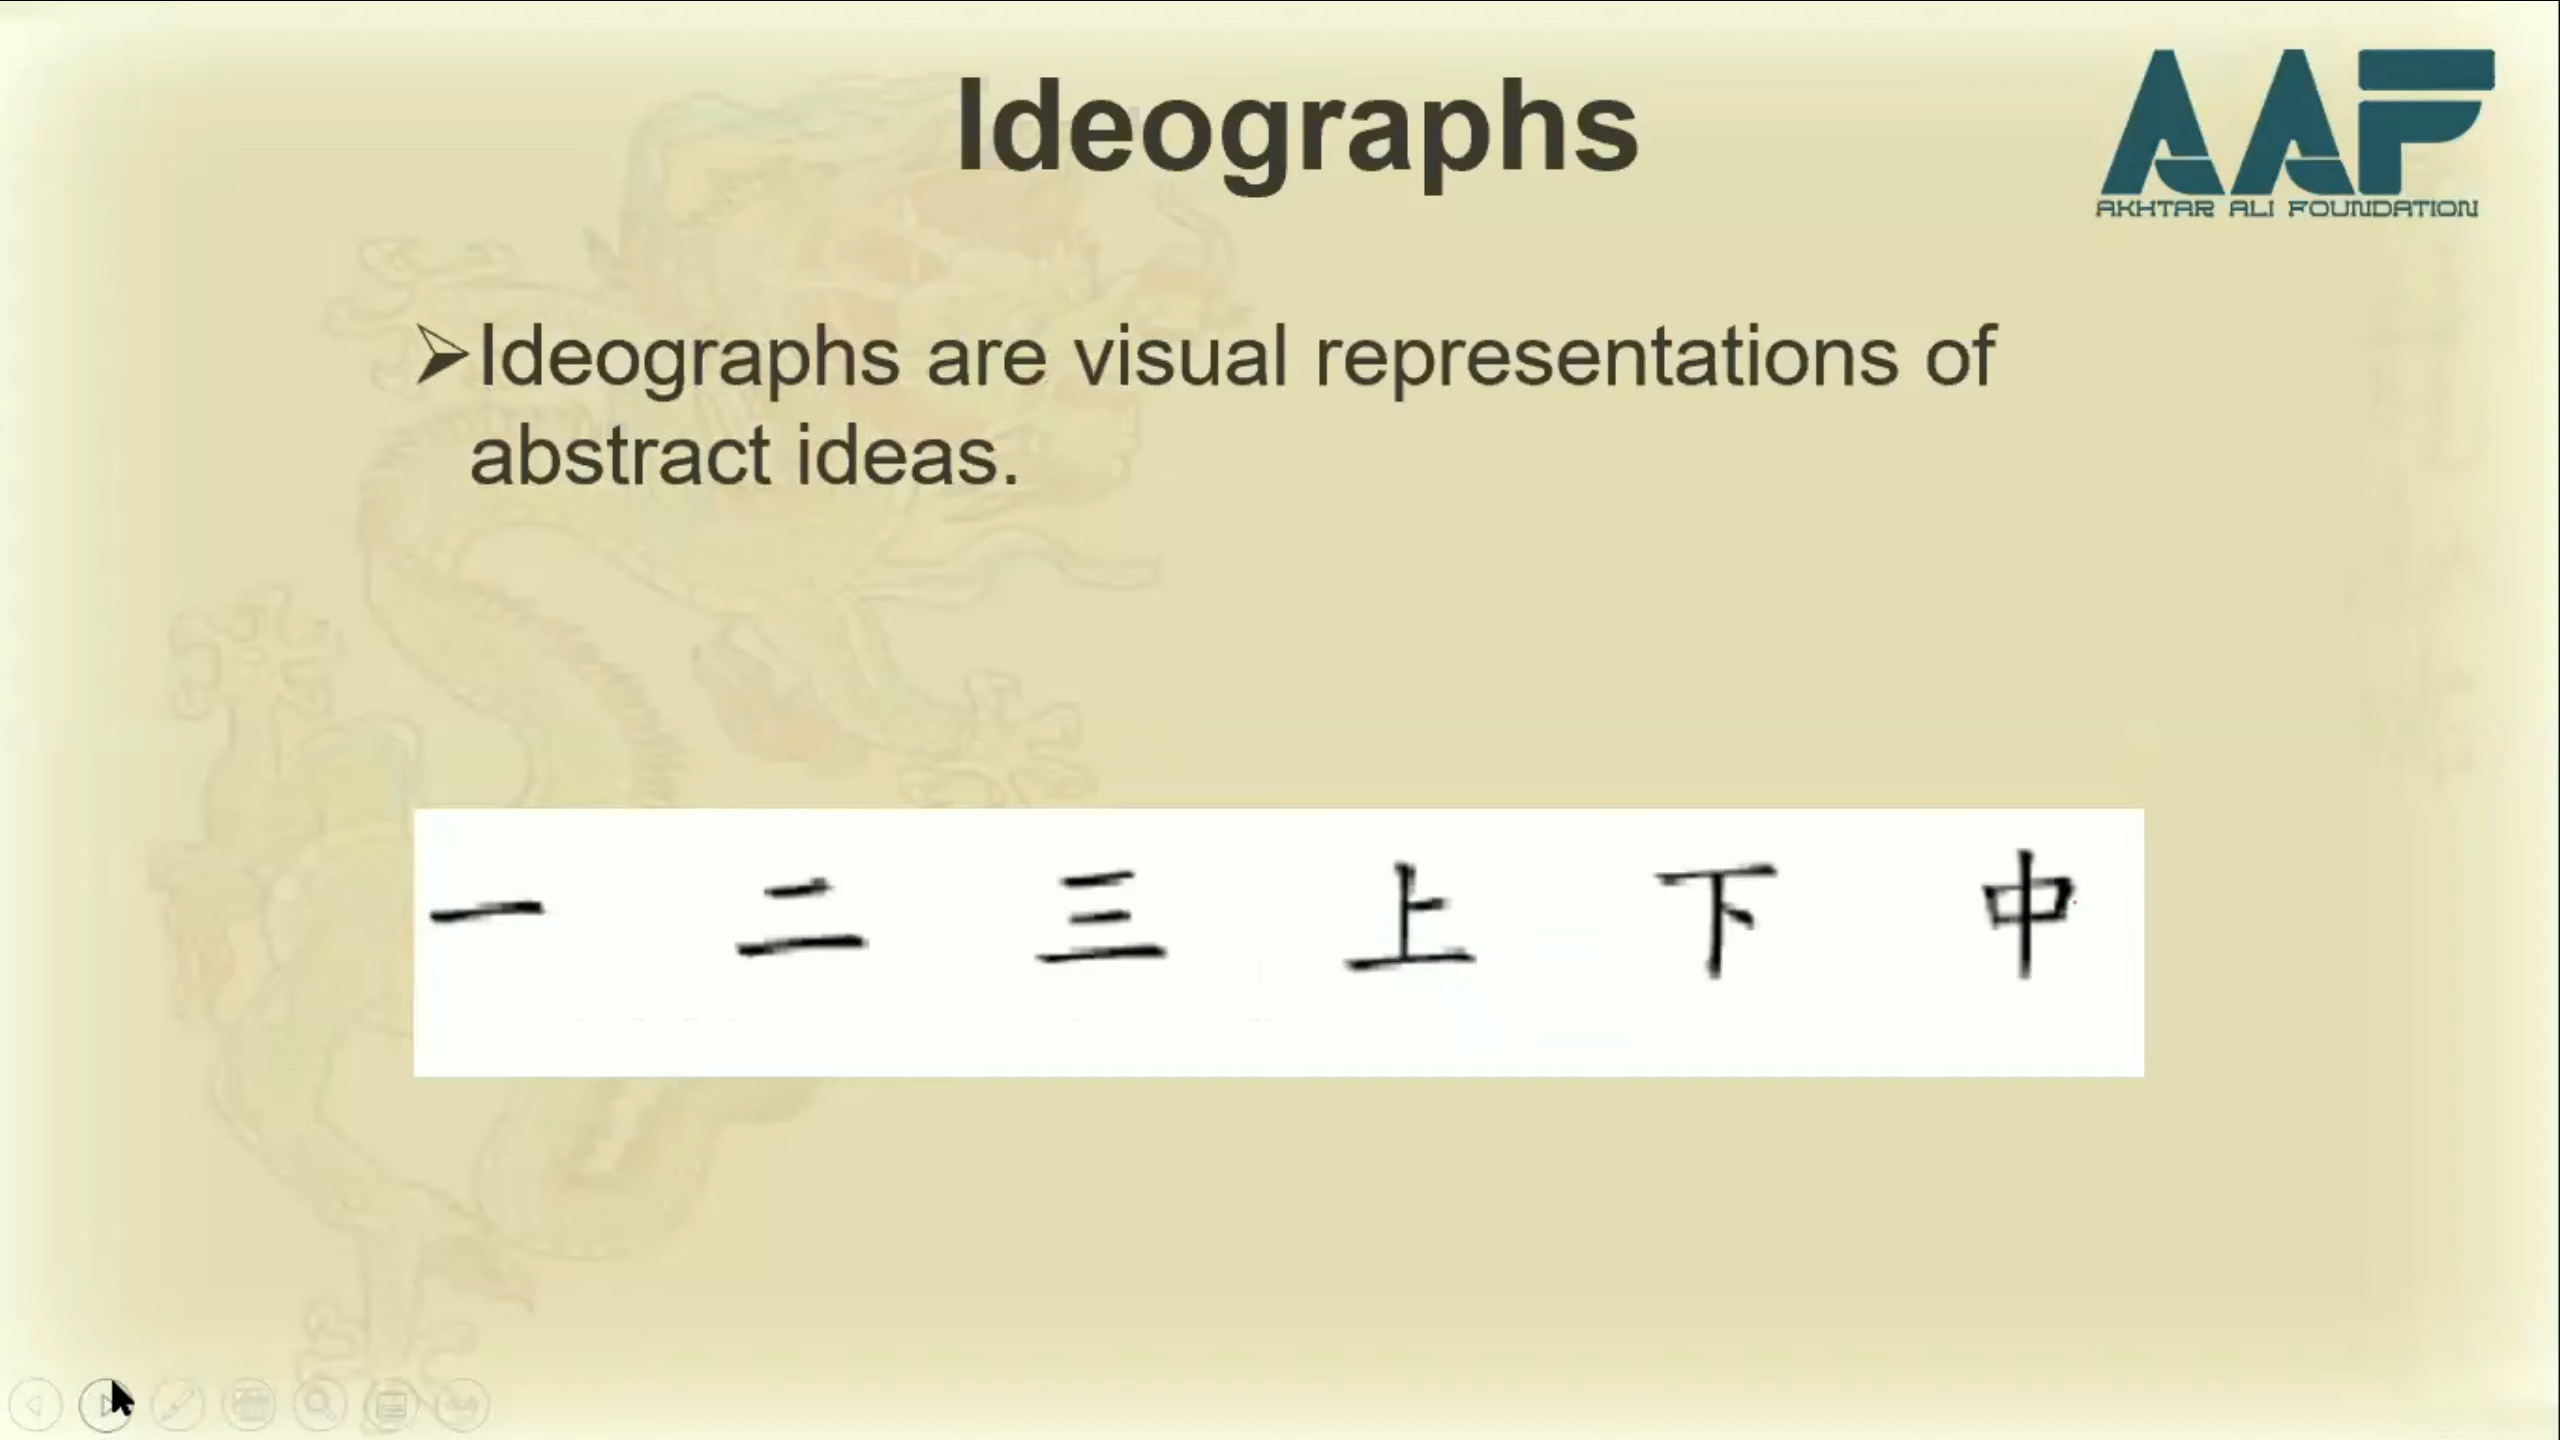 Ideographs
AAF
AKHTAR ALI FOUNDATION
➢Ideographs are visual representations of
abstract ideas.
一 二 三 上 下 中